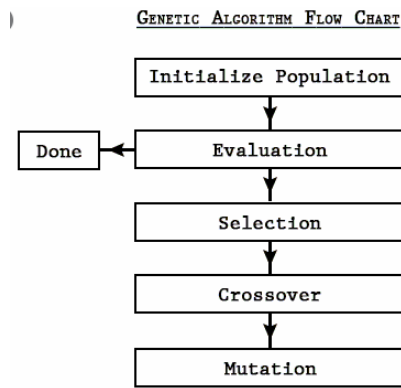 GENETIC ALGORITHM FLOW CHART
Initialize Population
Done
Evaluation
Selection
Crossover
Mutation